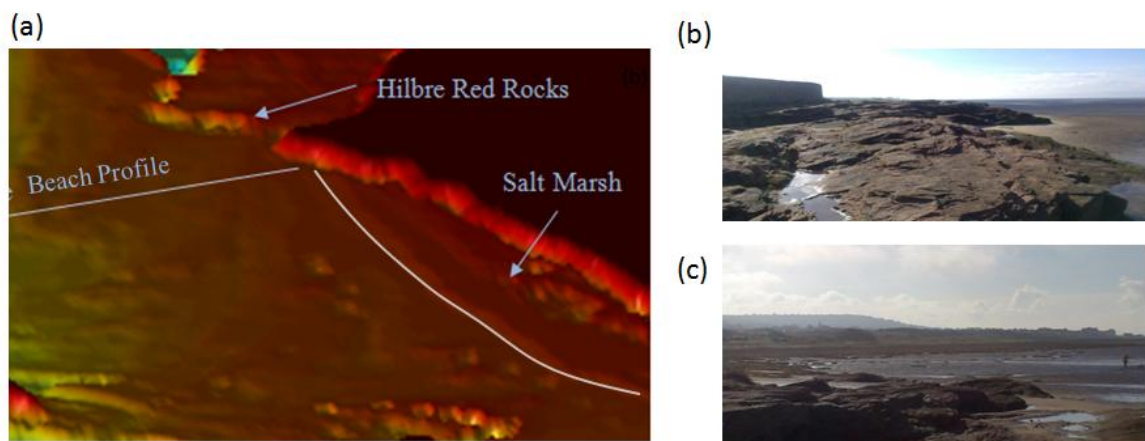 (a)
Hilbre Red Rocks
Beach Profile
Salt Marsh
(b)
(c)